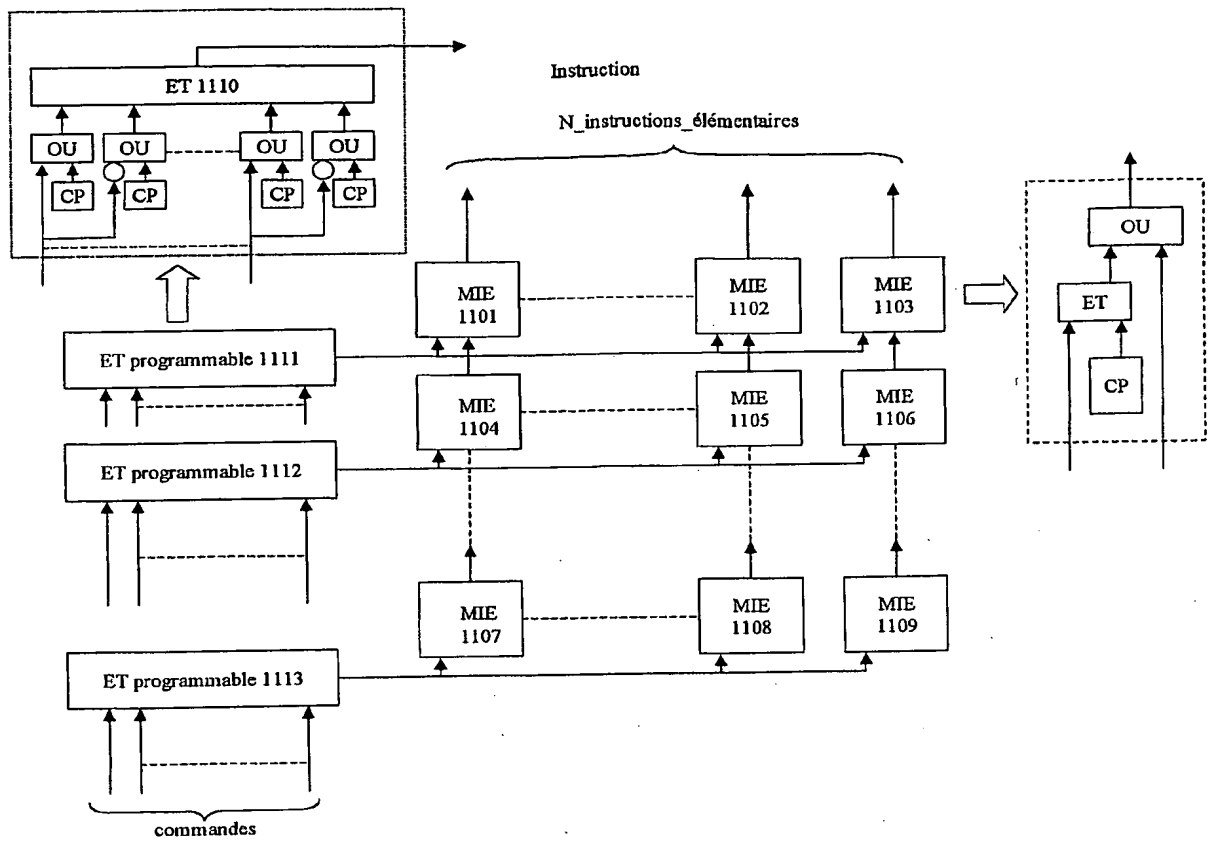 ET 1110
OU
OU
OU
OU
CP
CP
CP
CP
Instruction
N_instructions_élémentaires
OU
ET
CP
MIE
1101
MIE
1102
MIE
1103
ET programmable 1111
MIE
1104
MIE
1105
MIE
1106
ET programmable 1112
MIE
1107
MIE
1108
MIE
1109
ET programmable 1113
commandes